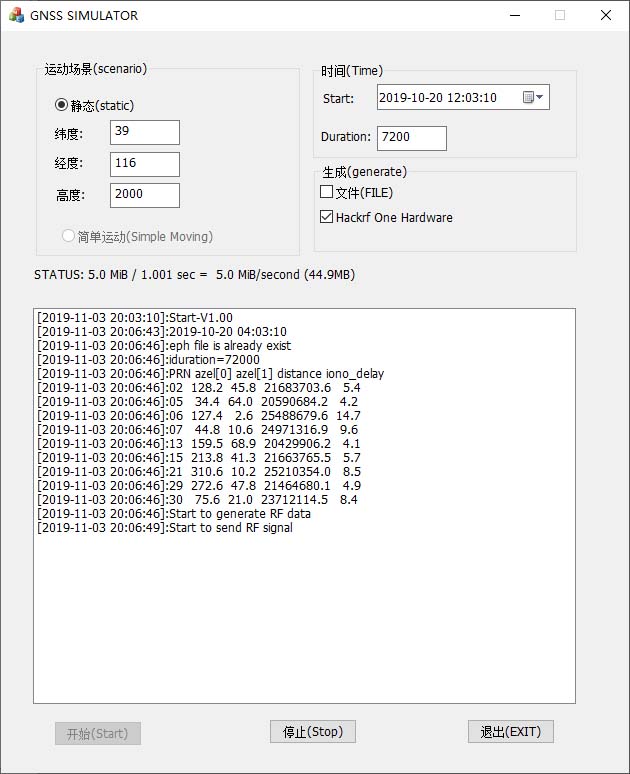 GNSS SIMULATOR
运动场景(scenario)
静态(static)
纬度: 39
经度: 116
高度: 2000
简单运动(Simple Moving)
时间(Time)
Start: 2019-10-20 12:03:10
Duration: 7200
生成(generate)
文件(FILE)
Hackrf One Hardware
STATUS: 5.0 MiB / 1.001 sec = 5.0 MiB/second (44.9MB)
[2019-11-03 20:03:10]:Start-V1.00
[2019-11-03 20:06:43]:2019-10-20 04:03:10
[2019-11-03 20:06:46]:eph file is already exist
[2019-11-03 20:06:46]:iduration=72000
[2019-11-03 20:06:46]:PRN azel[0] azel[1] distance iono_delay
[2019-11-03 20:06:46]:02 128.2 45.8 21683703.6 5.4
[2019-11-03 20:06:46]:05 34.4 64.0 20590684.2 4.2
[2019-11-03 20:06:46]:06 127.4 2.6 25488679.6 14.7
[2019-11-03 20:06:46]:07 44.8 10.6 24971316.9 9.6
[2019-11-03 20:06:46]:13 159.5 68.9 20429906.2 4.1
[2019-11-03 20:06:46]:15 213.8 41.3 21663765.5 5.7
[2019-11-03 20:06:46]:21 310.6 10.2 25210354.0 8.5
[2019-11-03 20:06:46]:29 272.6 47.8 21464680.1 4.9
[2019-11-03 20:06:46]:30 75.6 21.0 23712114.5 8.4
[2019-11-03 20:06:46]:Start to generate RF data
[2019-11-03 20:06:49]:Start to send RF signal
开始(Start)
停止(Stop)
退出(EXIT)